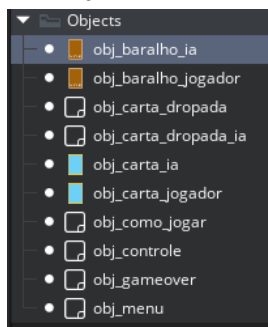 Objects
obj_baralho_ia
obj_baralho_jogador
obj_carta_dropada
obj_carta_dropada_ia
obj_carta_ia
obj_carta_jogador
obj_como_jogar
obj_controle
obj_gameover
obj_menu